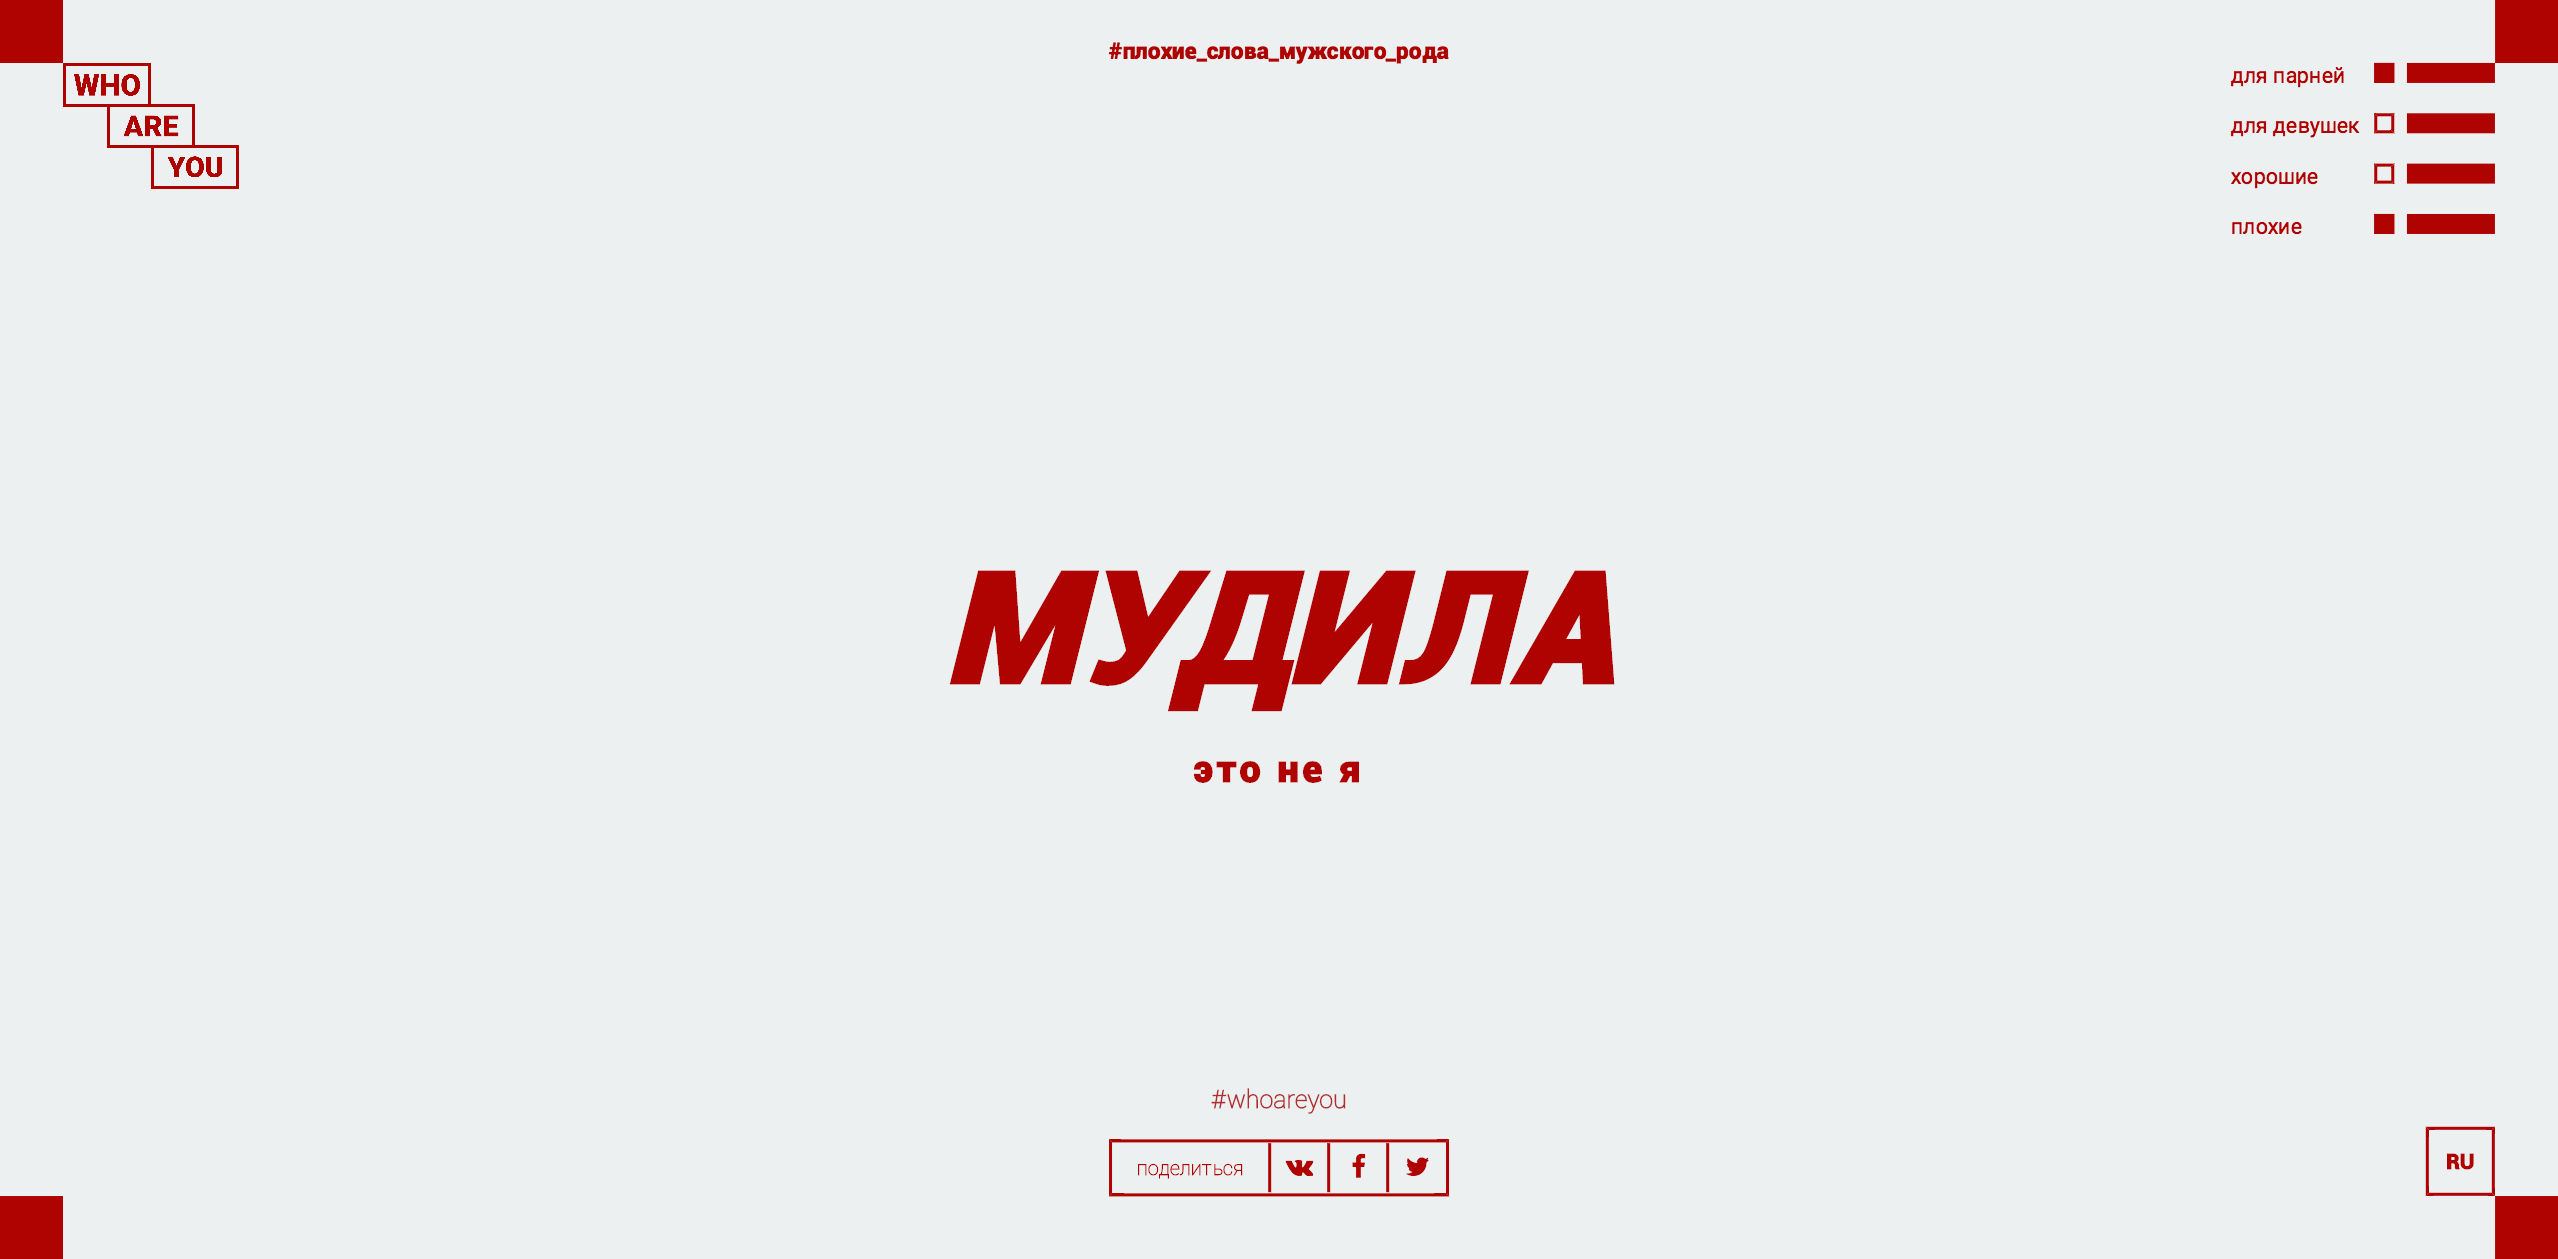 #плохие_слова_мужского_рода
WHO
ARE
YOU
для парней
для девушек
хорошие
плохие
МУДИЛА
это не я
#whoareyou
поделиться
RU